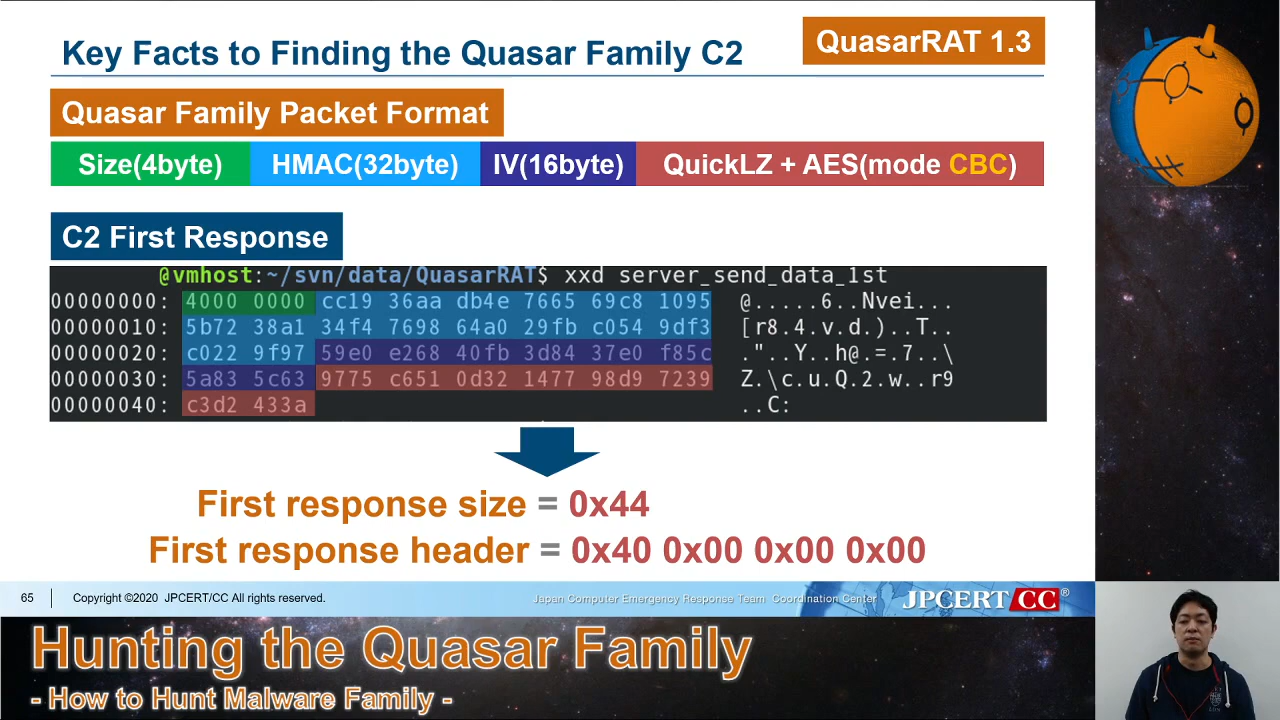 Key Facts to Finding the Quasar Family C2
QuasarRAT 1.3
Quasar Family Packet Format
Size(4byte) HMAC(32byte) IV(16byte) QuickLZ + AES(mode CBC)
C2 First Response
@vmhost:~/svn/data/QuasarRAT$ xxd server_send_data_1st
00000000: 4000 0000 cc19 36aa db4e 7665 69c8 1095 @.....6..Nvei...
00000010: 5b72 38a1 34f4 7698 64a0 29fb c054 9df3 [r8.4.v.d.)..T..
00000020: c022 9f97 59e0 e268 40fb 3d84 37e0 f85c ."..Y..h@.=.7..\
00000030: 5a83 5c63 9775 c651 0d32 1477 98d9 7239 Z.\c.u.Q.2.w..r9
00000040: c3d2 433a ..C:
First response size = 0x44
First response header = 0x40 0x00 0x00 0x00
65 Copyright ©2020 JPCERT/CC All rights reserved.
Japan Computer Emergency Response Team Coordination Center
JPCERT CC®
Hunting the Quasar Family
- How to Hunt Malware Family -